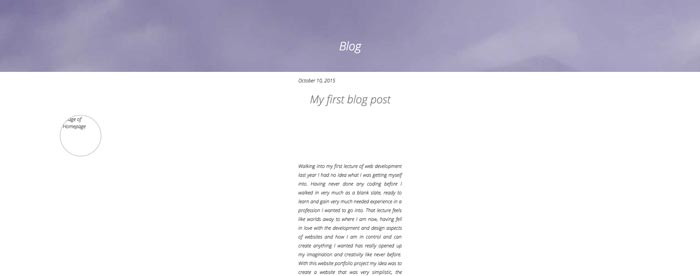 Blog
October 10, 2015
My first blog post
Image of
Homepage
Walking into my first lecture of web development
last year I had no idea what I was getting myself
into. Having never done any coding before I
walked in very much as a blank slate, ready to
learn and gain very much needed experience in a
profession I wanted to go into. That lecture feels
like worlds away to where I am now, having fell
in love with the development and design aspects
of websites and how I am in control and can
create anything I wanted has really opened up
my imagination and creativity like never before.
With this website portfolio project my idea was to
create a website that was very simplistic, the